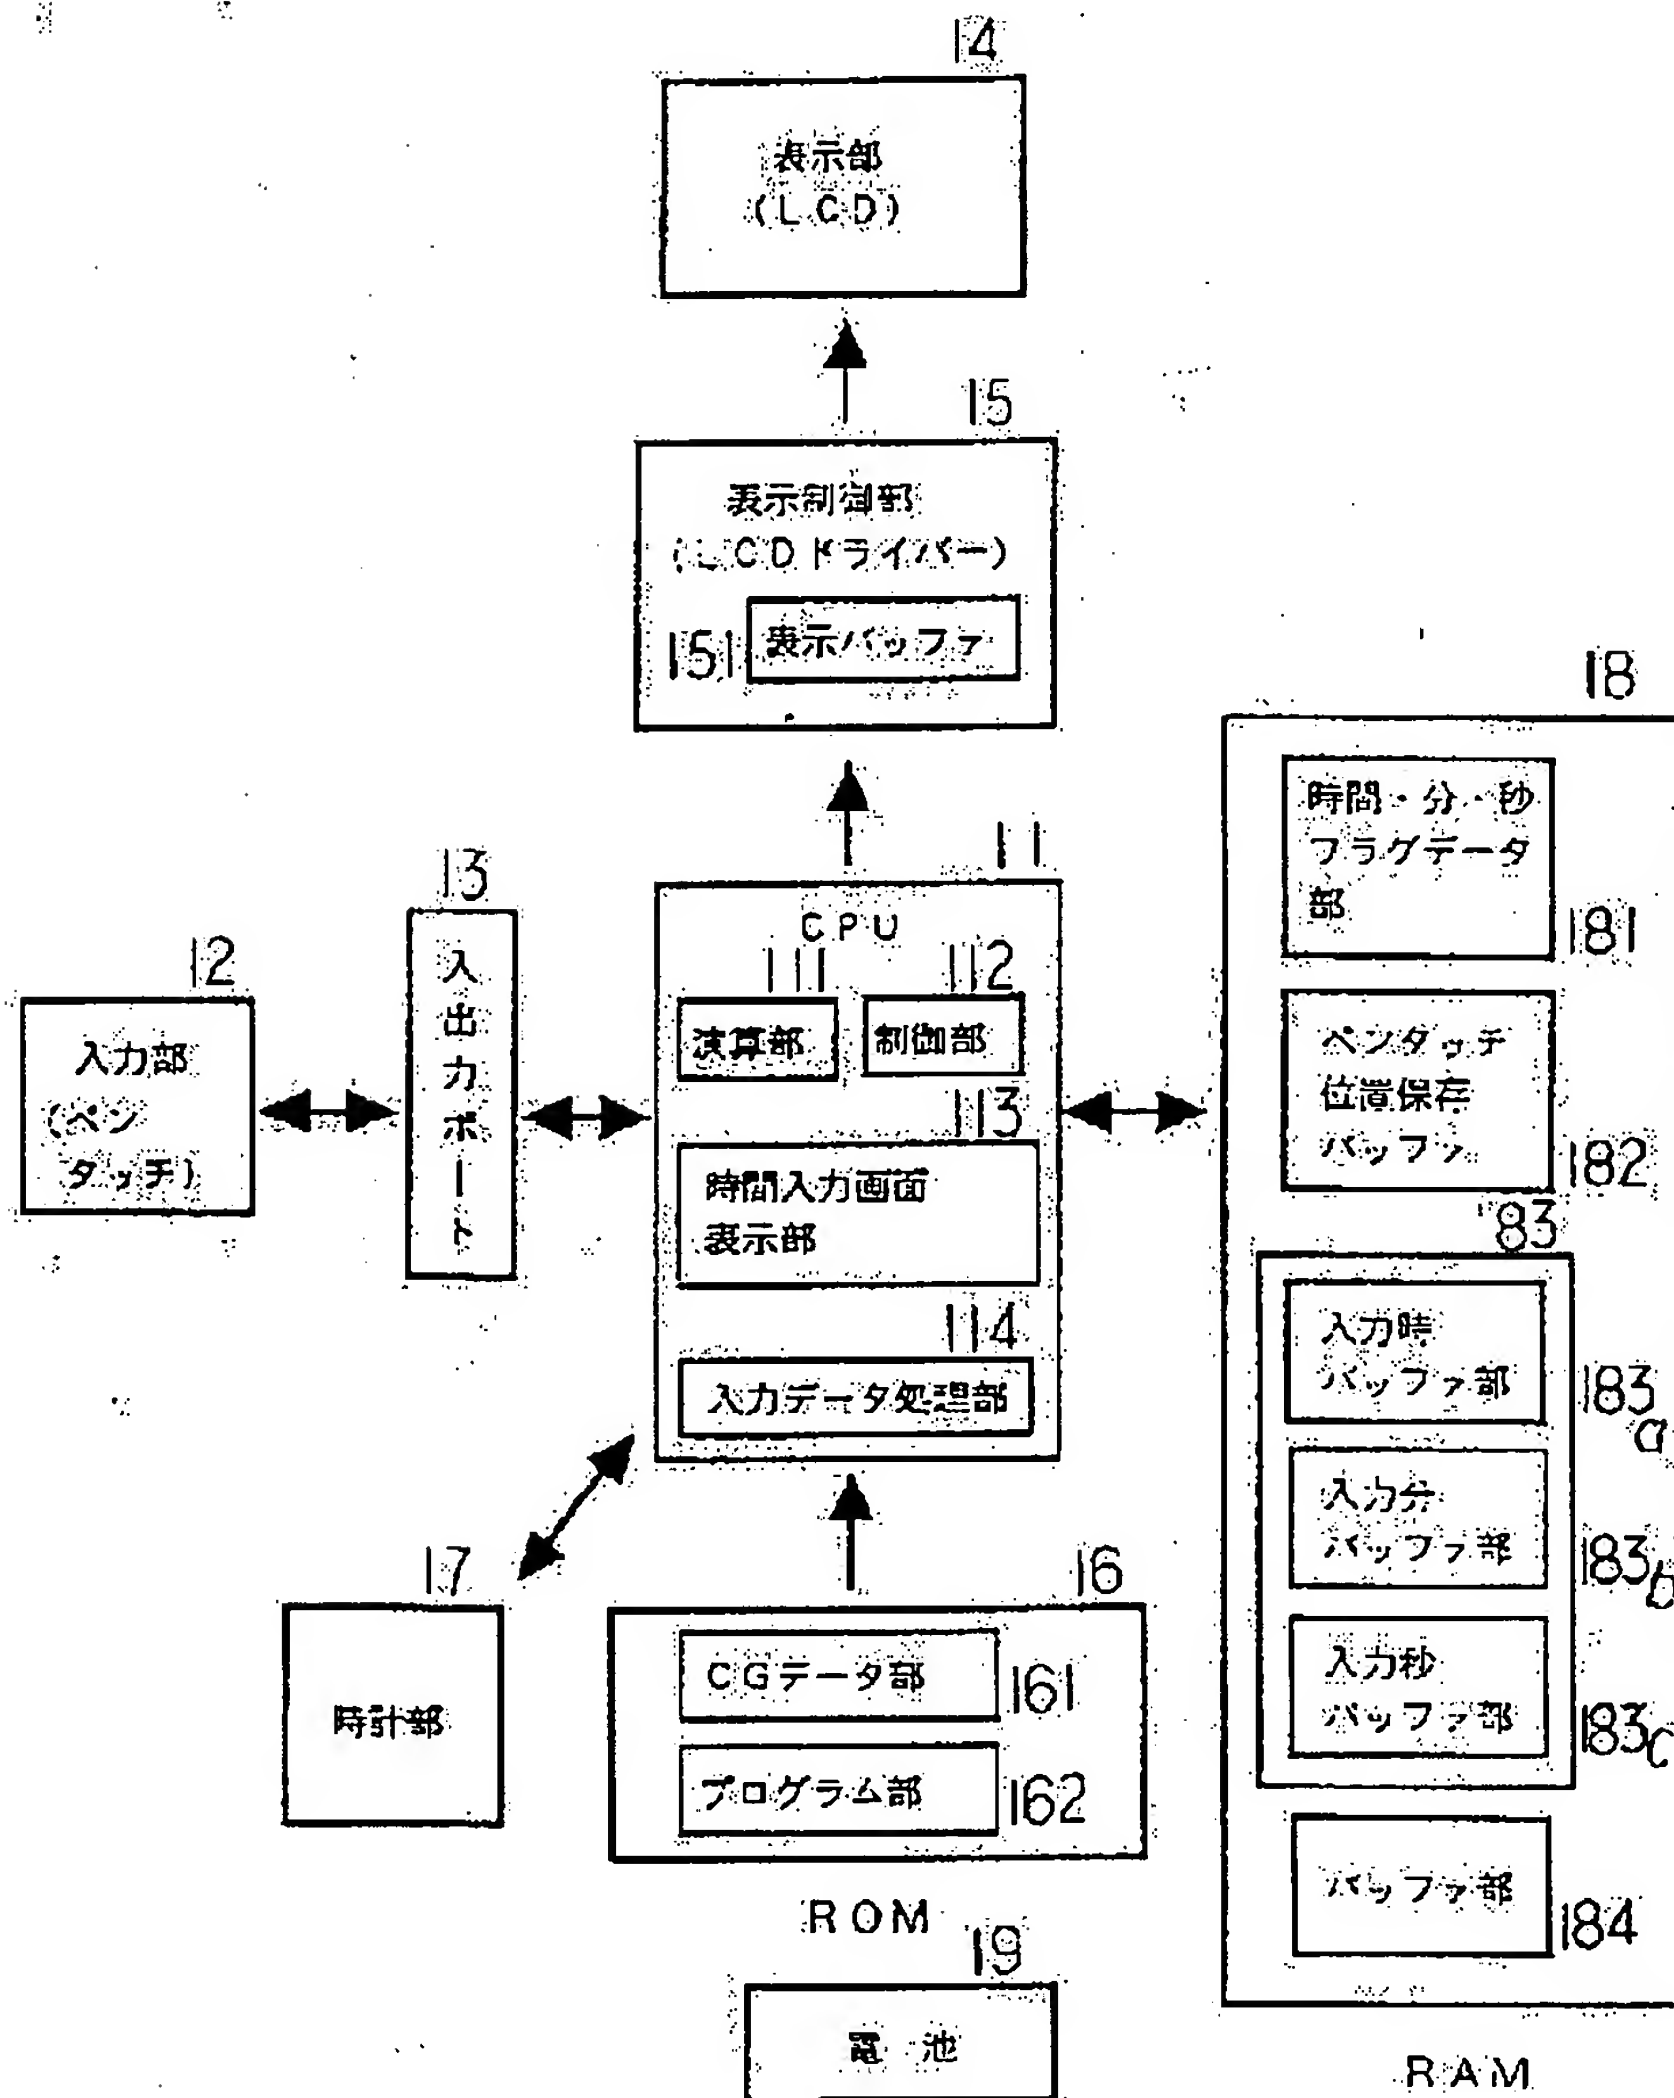 14
表示部
(LCD)
15
表示制御部
(LCDドライバー)
151
表示バッファ
18
時間・分・秒
フラグデータ
部
181
ペンタッチ
位置保存
バッファ
182
83
入力時
バッファ部
183a
入力分
バッファ部
183b
入力秒
バッファ部
183c
バッファ部
184
RAM
11
CPU
111
112
演算部
制御部
113
時間入力画面
表示部
114
入力データ処理部
13
入出力ポート
12
入力部
(ペン
タッチ)
17
時計部
16
CGデータ部
161
プログラム部
162
ROM
19
電池